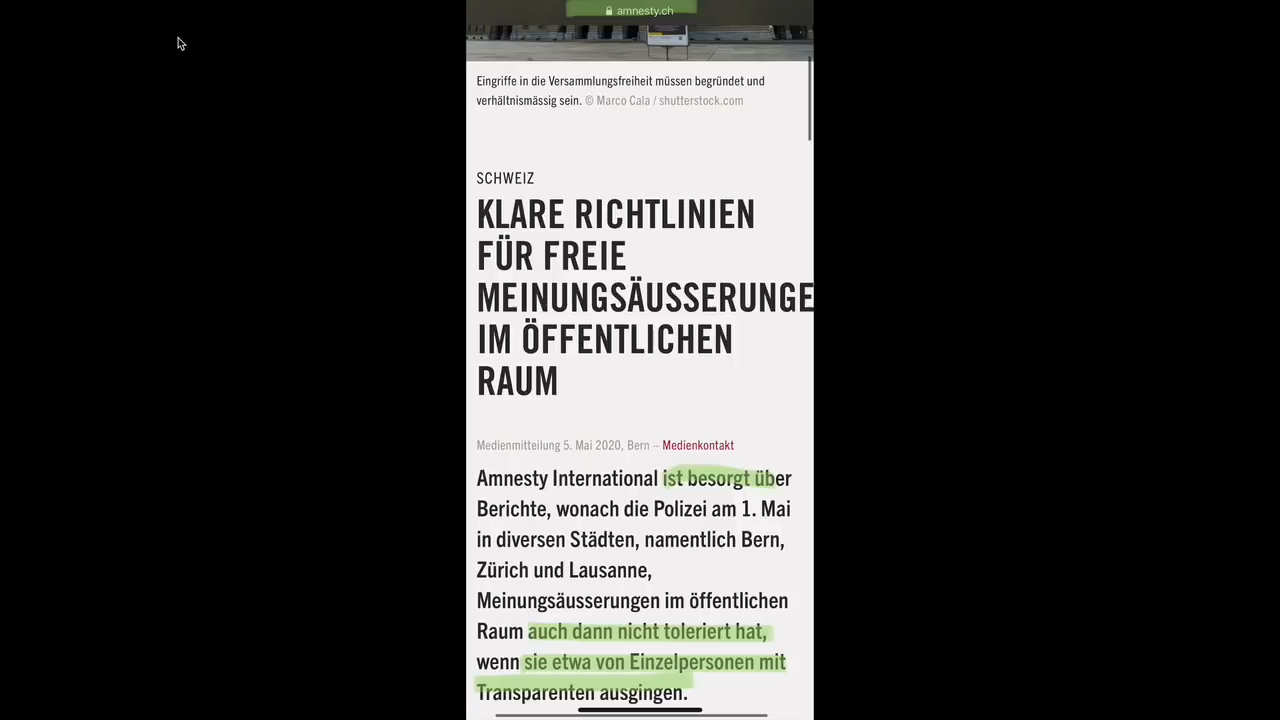 amnesty.ch
Eingriffe in die Versammlungsfreiheit müssen begründet und
verhältnismässig sein. © Marco Cala / shutterstock.com
SCHWEIZ
KLARE RICHTLINIEN
FÜR FREIE
MEINUNGSÄUSSERUNGE
IM ÖFFENTLICHEN
RAUM
Medienmitteilung 5. Mai 2020, Bern – Medienkontakt
Amnesty International ist besorgt über
Berichte, wonach die Polizei am 1. Mai
in diversen Städten, namentlich Bern,
Zürich und Lausanne,
Meinungsäusserungen im öffentlichen
Raum auch dann nicht toleriert hat,
wenn sie etwa von Einzelpersonen mit
Transparenten ausgingen.